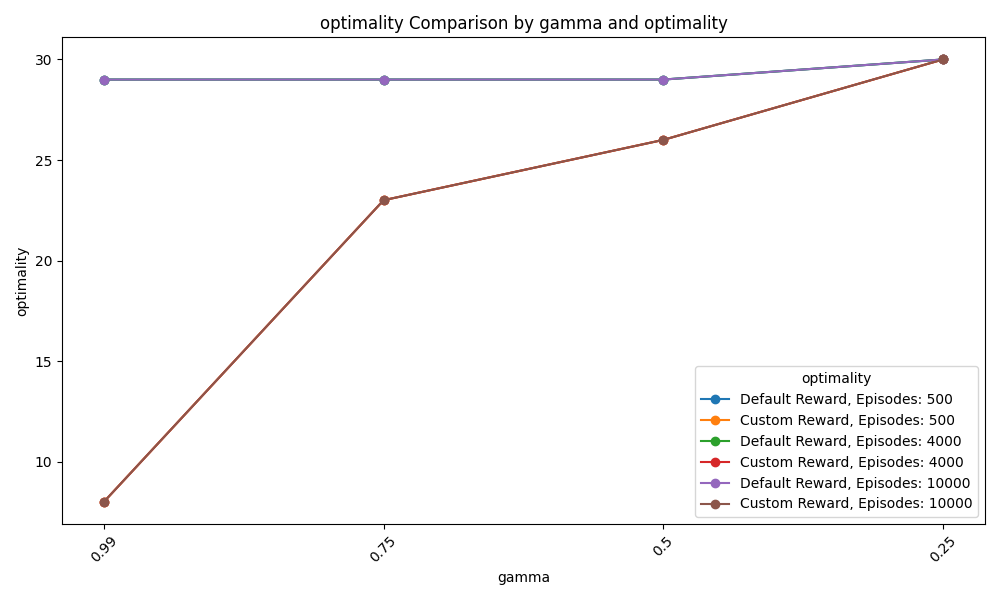 optimality Comparison by gamma and optimality
optimality
30
25
20
15
10
0.99
0.75
0.5
0.25
gamma
optimality
Default Reward, Episodes: 500
Custom Reward, Episodes: 500
Default Reward, Episodes: 4000
Custom Reward, Episodes: 4000
Default Reward, Episodes: 10000
Custom Reward, Episodes: 10000